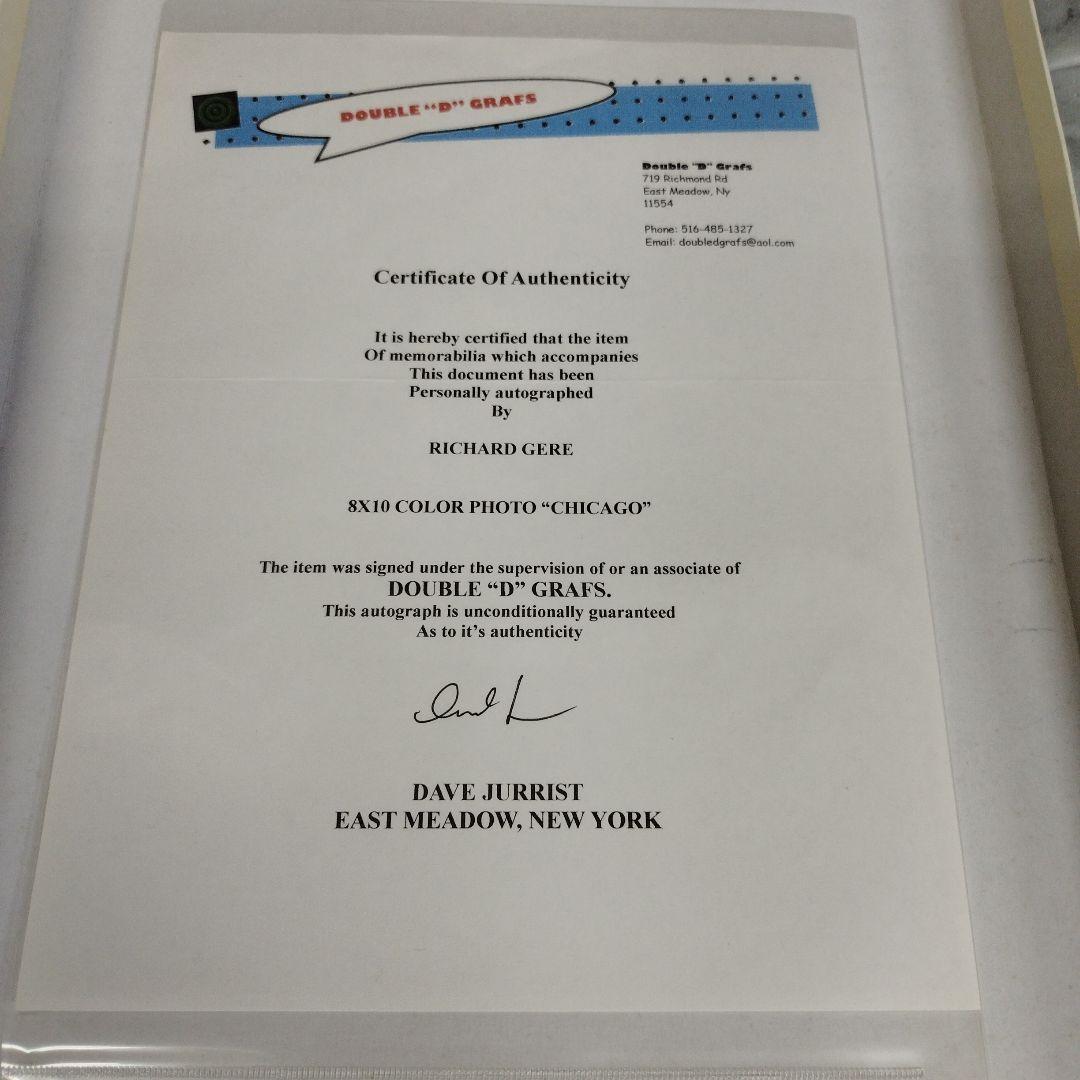 DOUBLE “D” GRAFS
Double "D" Grafs
719 Richmond Rd
East Meadow, Ny
11554
Phone: 516-485-1327
Email: doubledgrafs@aol.com
Certificate Of Authenticity
It is hereby certified that the item
Of memorabilia which accompanies
This document has been
Personally autographed
By
RICHARD GERE
8X10 COLOR PHOTO “CHICAGO”
The item was signed under the supervision of or an associate of
DOUBLE “D” GRAFS.
This autograph is unconditionally guaranteed
As to it’s authenticity
DAVE JURRIST
EAST MEADOW, NEW YORK